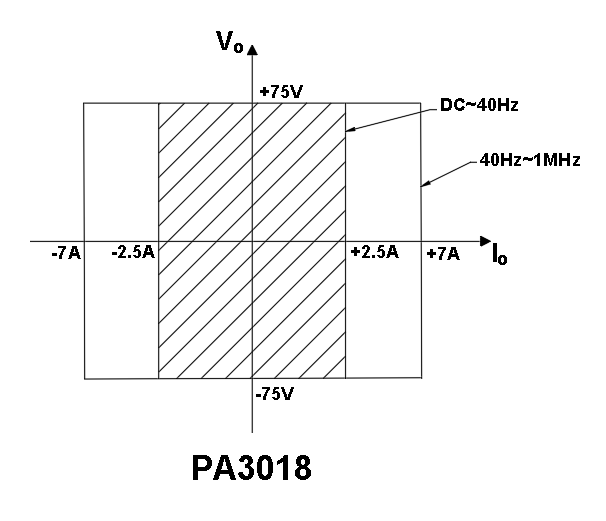 Vo
+75V
DC~40Hz
40Hz~1MHz
-7A
-2.5A
+2.5A
+7A
Io
-75V
PA3018